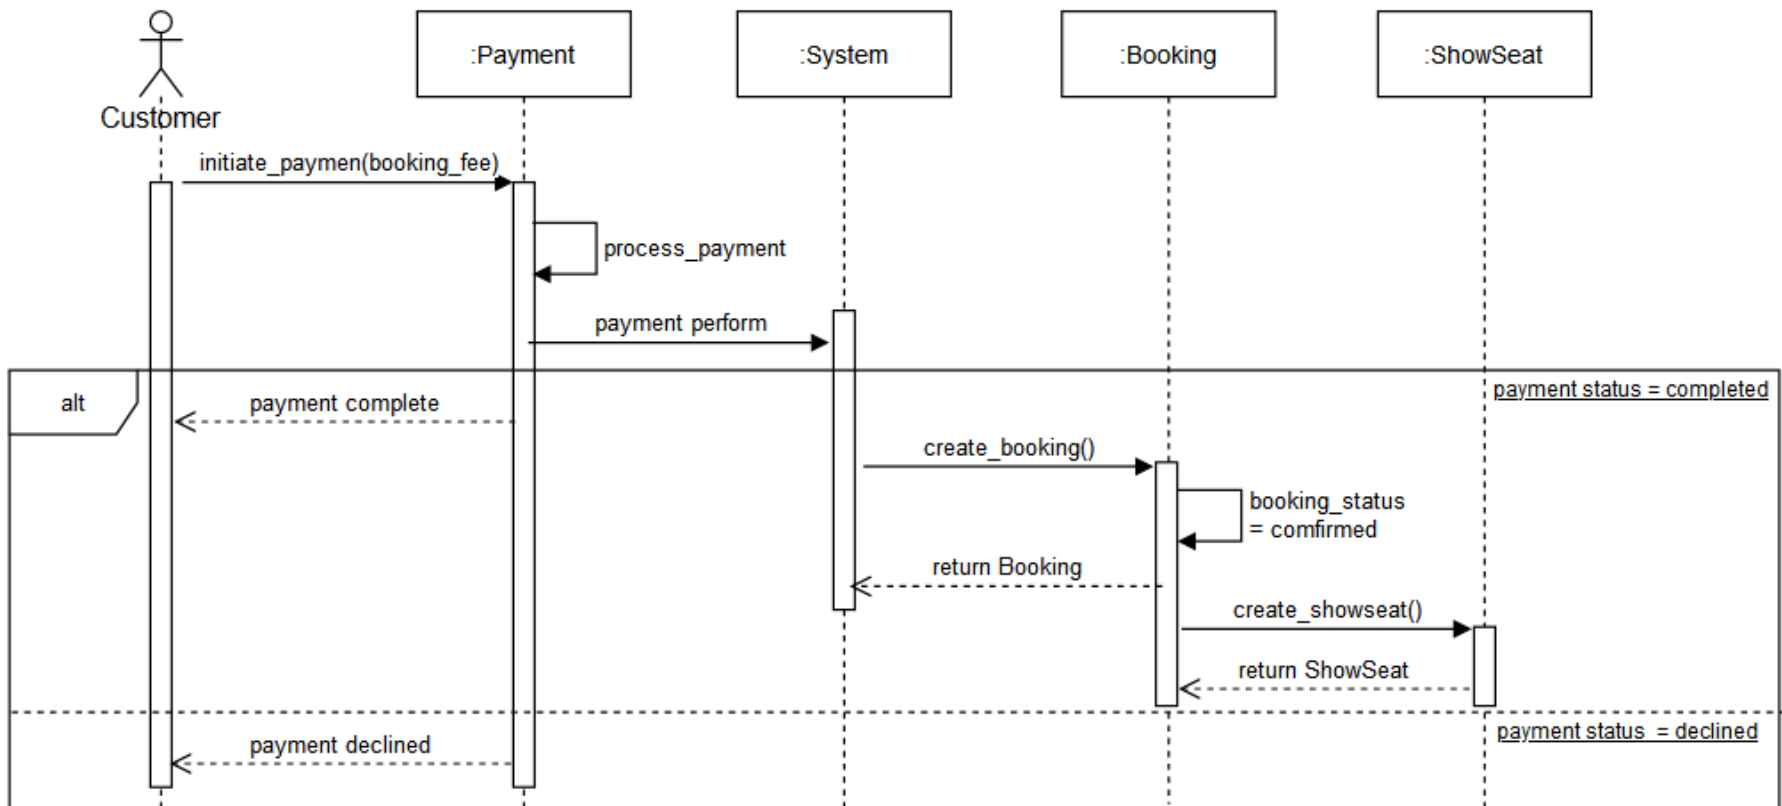 :Payment
:System
:Booking
:ShowSeat
Customer
initiate_paymen(booking_fee)
process_payment
payment perform
alt
payment status = completed
payment complete
create_booking()
booking_status
= comfirmed
return Booking
create_showseat()
return ShowSeat
payment status  = declined
payment declined